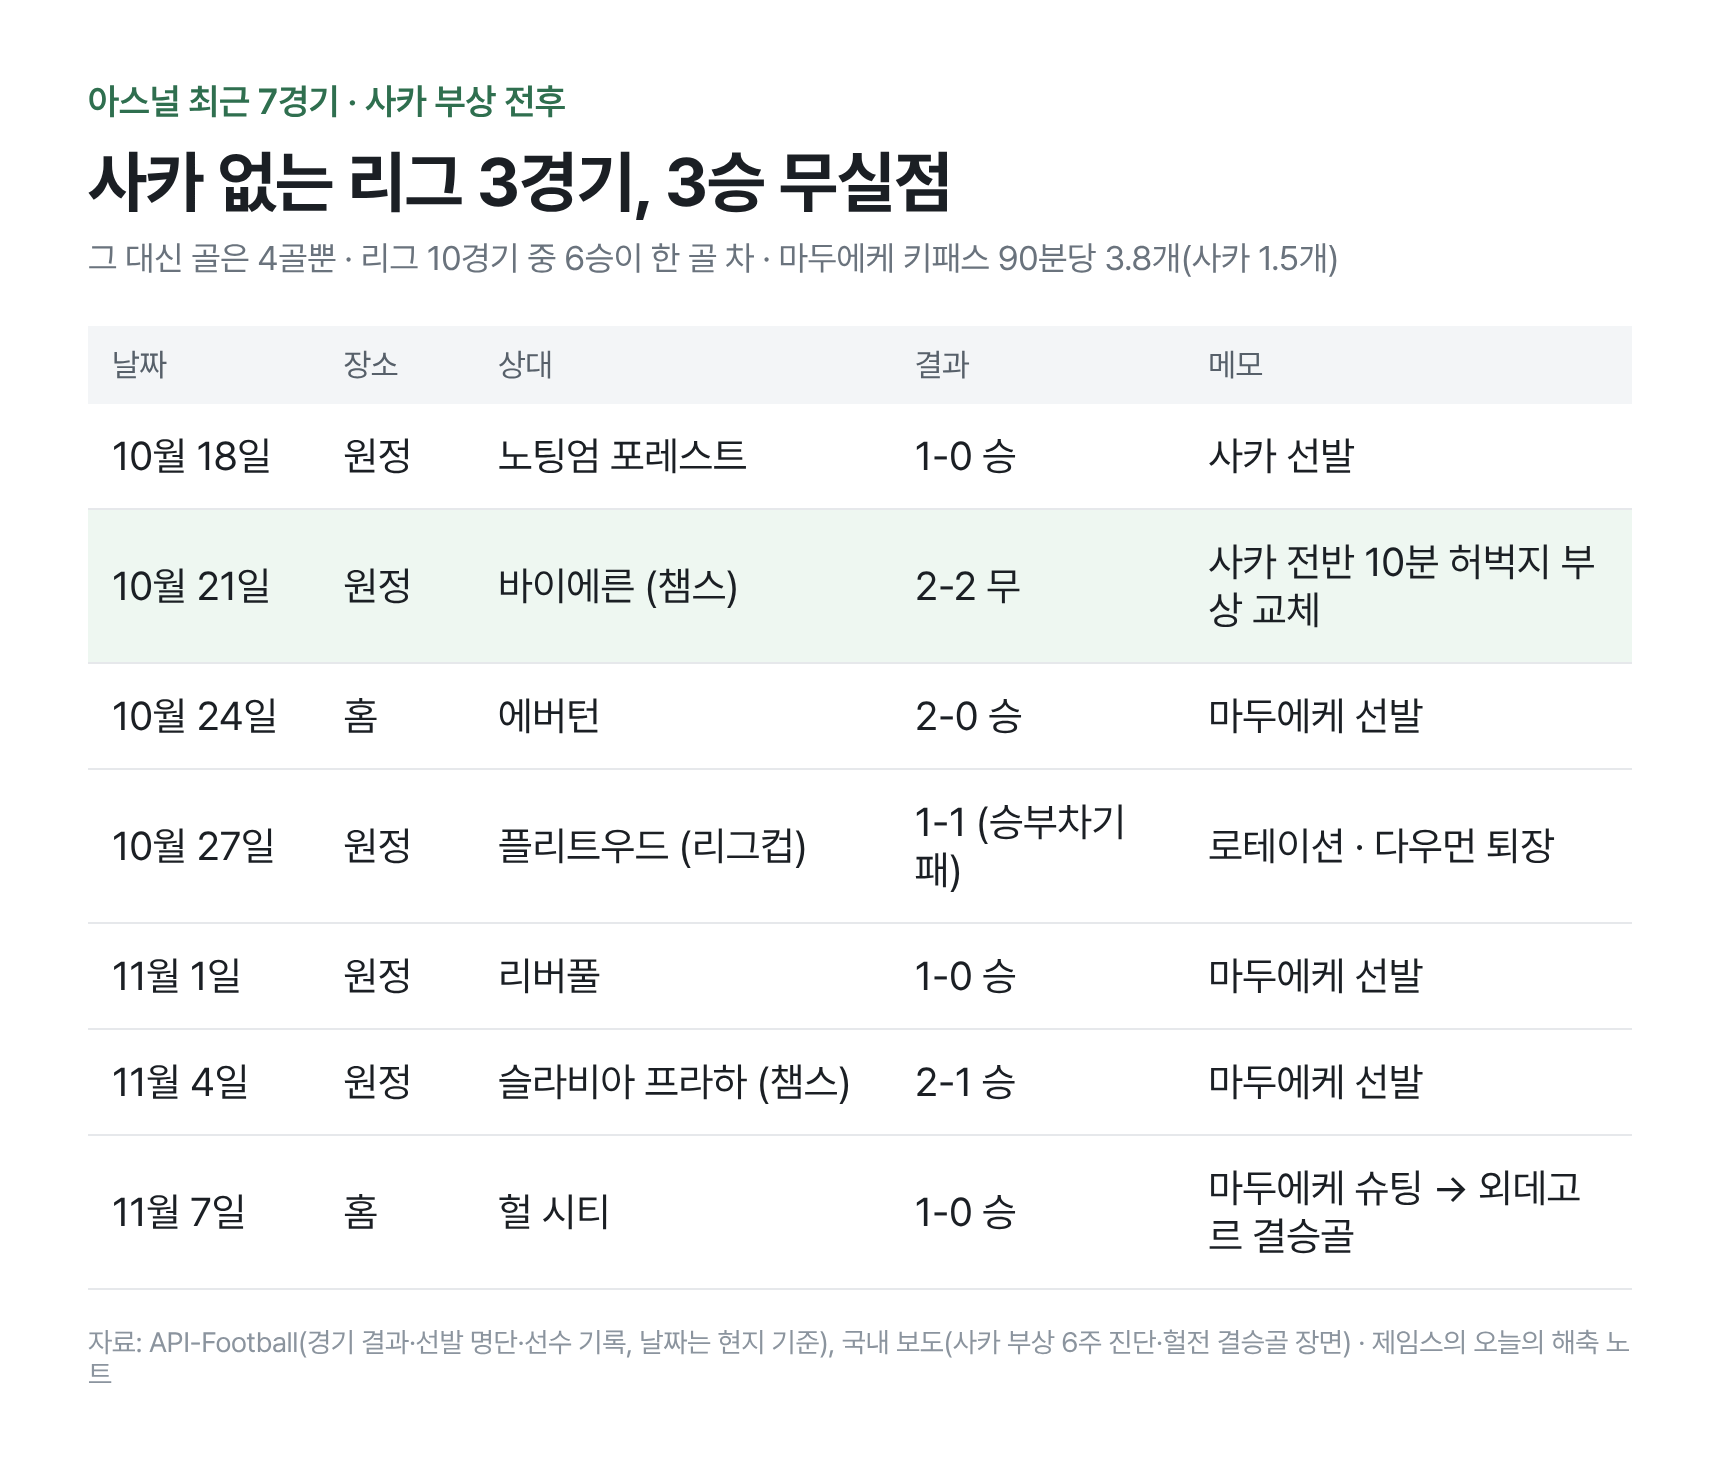 아스널 최근 7경기 · 사카 부상 전후
사카 없는 리그 3경기, 3승 무실점
그 대신 골은 4골뿐 · 리그 10경기 중 6승이 한 골 차 · 마두에케 키패스 90분당 3.8개(사카 1.5개)
날짜 장소 상대 결과 메모
10월 18일 원정 노팅엄 포레스트 1-0 승 사카 선발
10월 21일 원정 바이에른 (챔스) 2-2 무 사카 전반 10분 허벅지 부
상 교체
10월 24일 홈 에버턴 2-0 승 마두에케 선발
10월 27일 원정 플리트우드 (리그컵) 1-1 (승부차기
패) 로테이션 · 다우먼 퇴장
11월 1일 원정 리버풀 1-0 승 마두에케 선발
11월 4일 원정 슬라비아 프라하 (챔스) 2-1 승 마두에케 선발
11월 7일 홈 헐 시티 1-0 승 마두에케 슈팅 → 외데고
르 결승골
자료: API-Football(경기 결과·선발 명단·선수 기록, 날짜는 현지 기준), 국내 보도(사카 부상 6주 진단·헐전 결승골 장면) · 제임스의 오늘의 해축 노
트